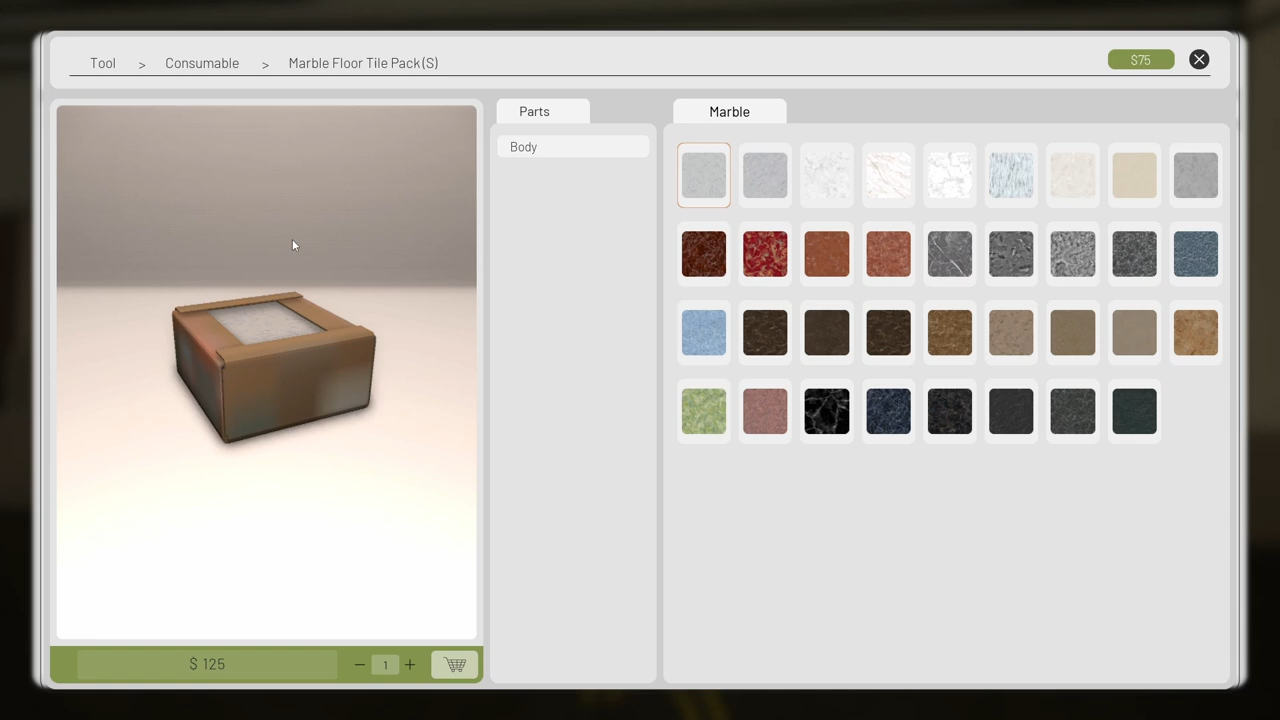 Tool > Consumable > Marble Floor Tile Pack (S)
$75
Parts
Marble
Body
$ 125
− 1 +